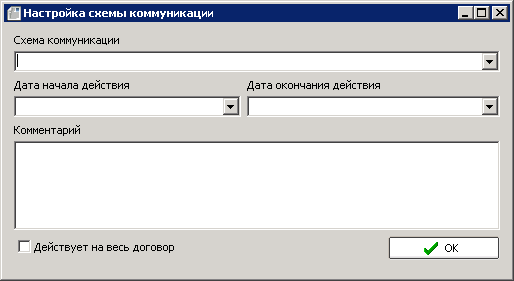 Настройка схемы коммуникации
Схема коммуникации
Дата начала действия
Дата окончания действия
Комментарий
Действует на весь договор
OK